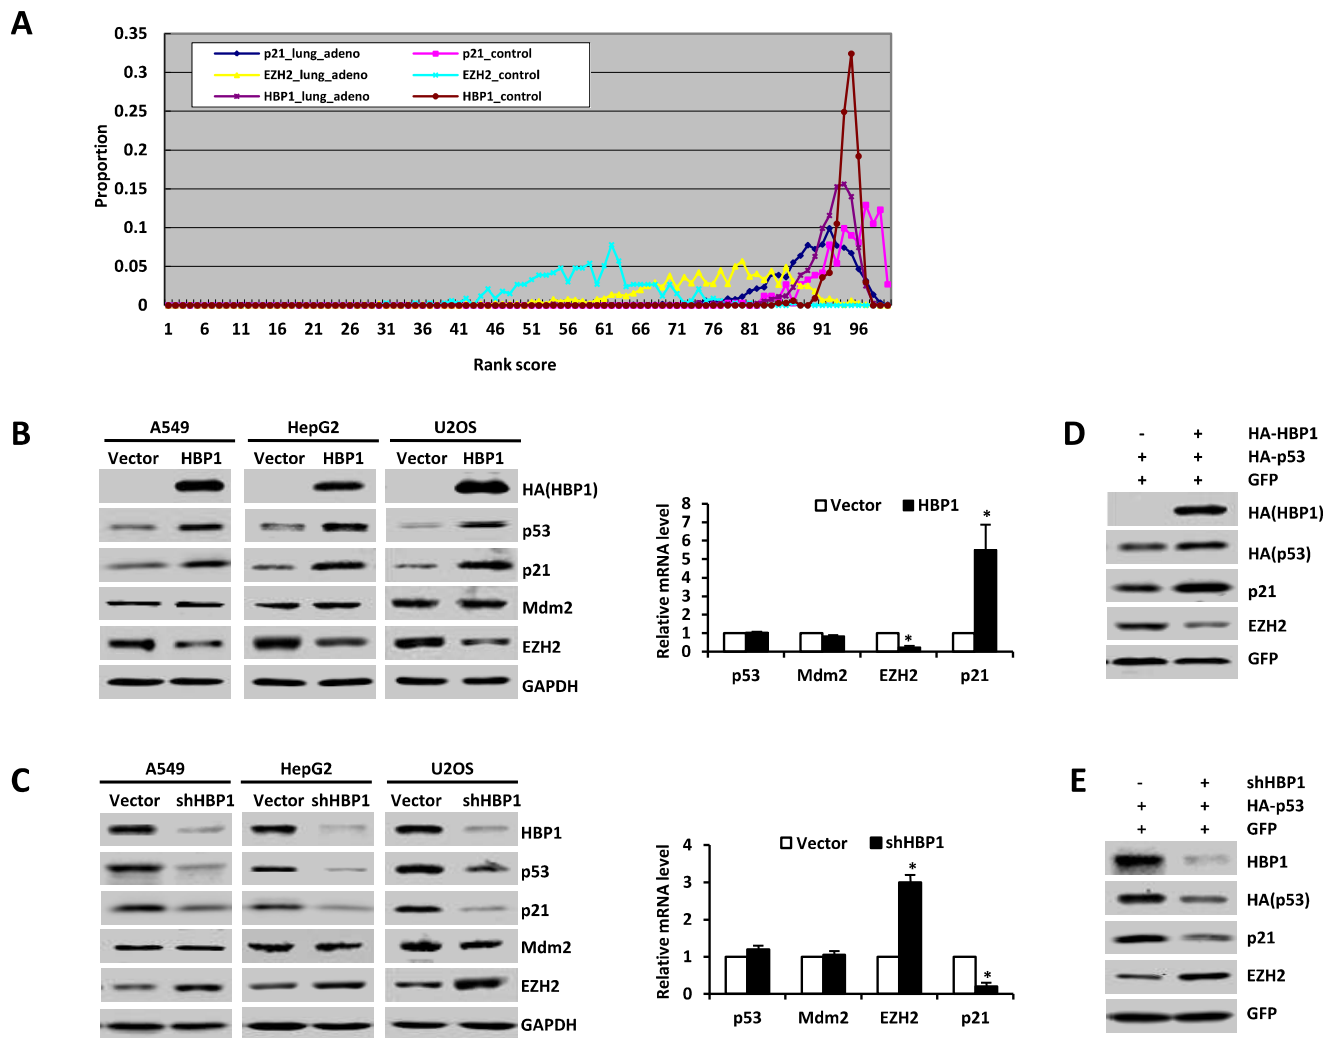 A
0.35
0.3
0.25
0.2
0.15
0.1
0.05
0
Proportion
p21_lung_adeno p21_control
EZH2_lung_adeno EZH2_control
HBP1_lung_adeno HBP1_control
1 6 11 16 21 26 31 36 41 46 51 56 61 66 71 76 81 86 91 96
Rank score
B
A549 HepG2 U2OS
Vector HBP1 Vector HBP1 Vector HBP1
HA(HBP1)
p53
p21
Mdm2
EZH2
GAPDH
Relative mRNA level
8
7
6
5
4
3
2
1
0
Vector HBP1
*
*
p53 Mdm2 EZH2 p21
D
- + HA-HBP1
+ + HA-p53
+ + GFP
HA(HBP1)
HA(p53)
p21
EZH2
GFP
C
A549 HepG2 U2OS
Vector shHBP1 Vector shHBP1 Vector shHBP1
HBP1
p53
p21
Mdm2
EZH2
GAPDH
Relative mRNA level
4
3
2
1
0
Vector shHBP1
*
*
p53 Mdm2 EZH2 p21
E
- + shHBP1
+ + HA-p53
+ + GFP
HBP1
HA(p53)
p21
EZH2
GFP